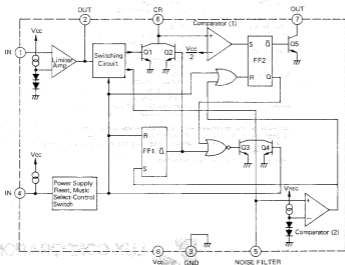 OUT
CR
OUT
2
6
7
Comparator (1)
IN
1
Vcc
Limiter
Amp
Switching
Circuit
Q1
Q2
Vcc
2
S
Q
R
Q
FF2
Q5
R
FF1
Q
S
Q3
Q4
IN
4
Vcc
Power Supply
Reset, Music
Select-Control
Switch
VREG
Comparator (2)
8
3
5
Vcc
GND
NOISE FILTER